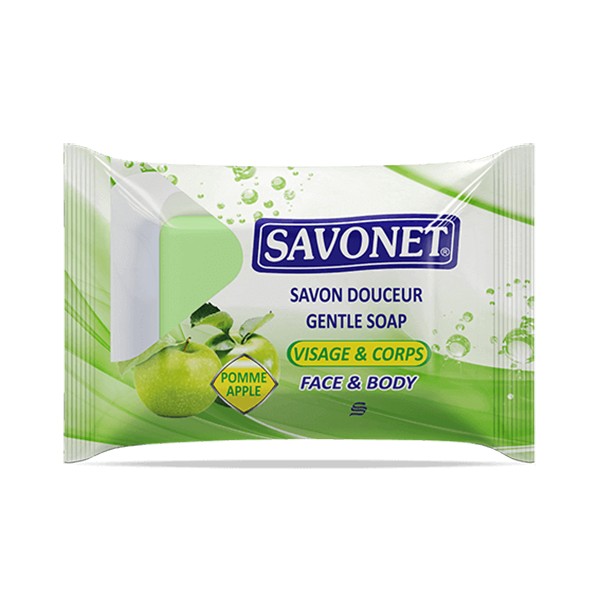 SAVONET®
SAVON DOUCEUR
GENTLE SOAP
VISAGE & CORPS
FACE & BODY
POMME
APPLE